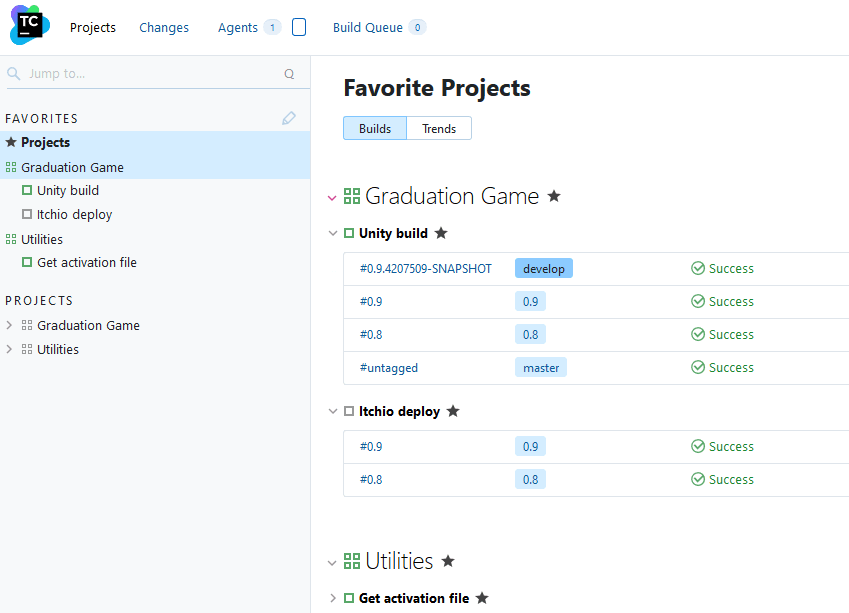 TC
Projects Changes Agents 1 Build Queue 0
Jump to... Q
FAVORITES
Projects
Graduation Game
Unity build
Itchio deploy
Utilities
Get activation file
PROJECTS
Graduation Game
Utilities
Favorite Projects
Builds Trends
Graduation Game
Unity build
#0.9.4207509-SNAPSHOT develop Success
#0.9 0.9 Success
#0.8 0.8 Success
#untagged master Success
Itchio deploy
#0.9 0.9 Success
#0.8 0.8 Success
Utilities
Get activation file